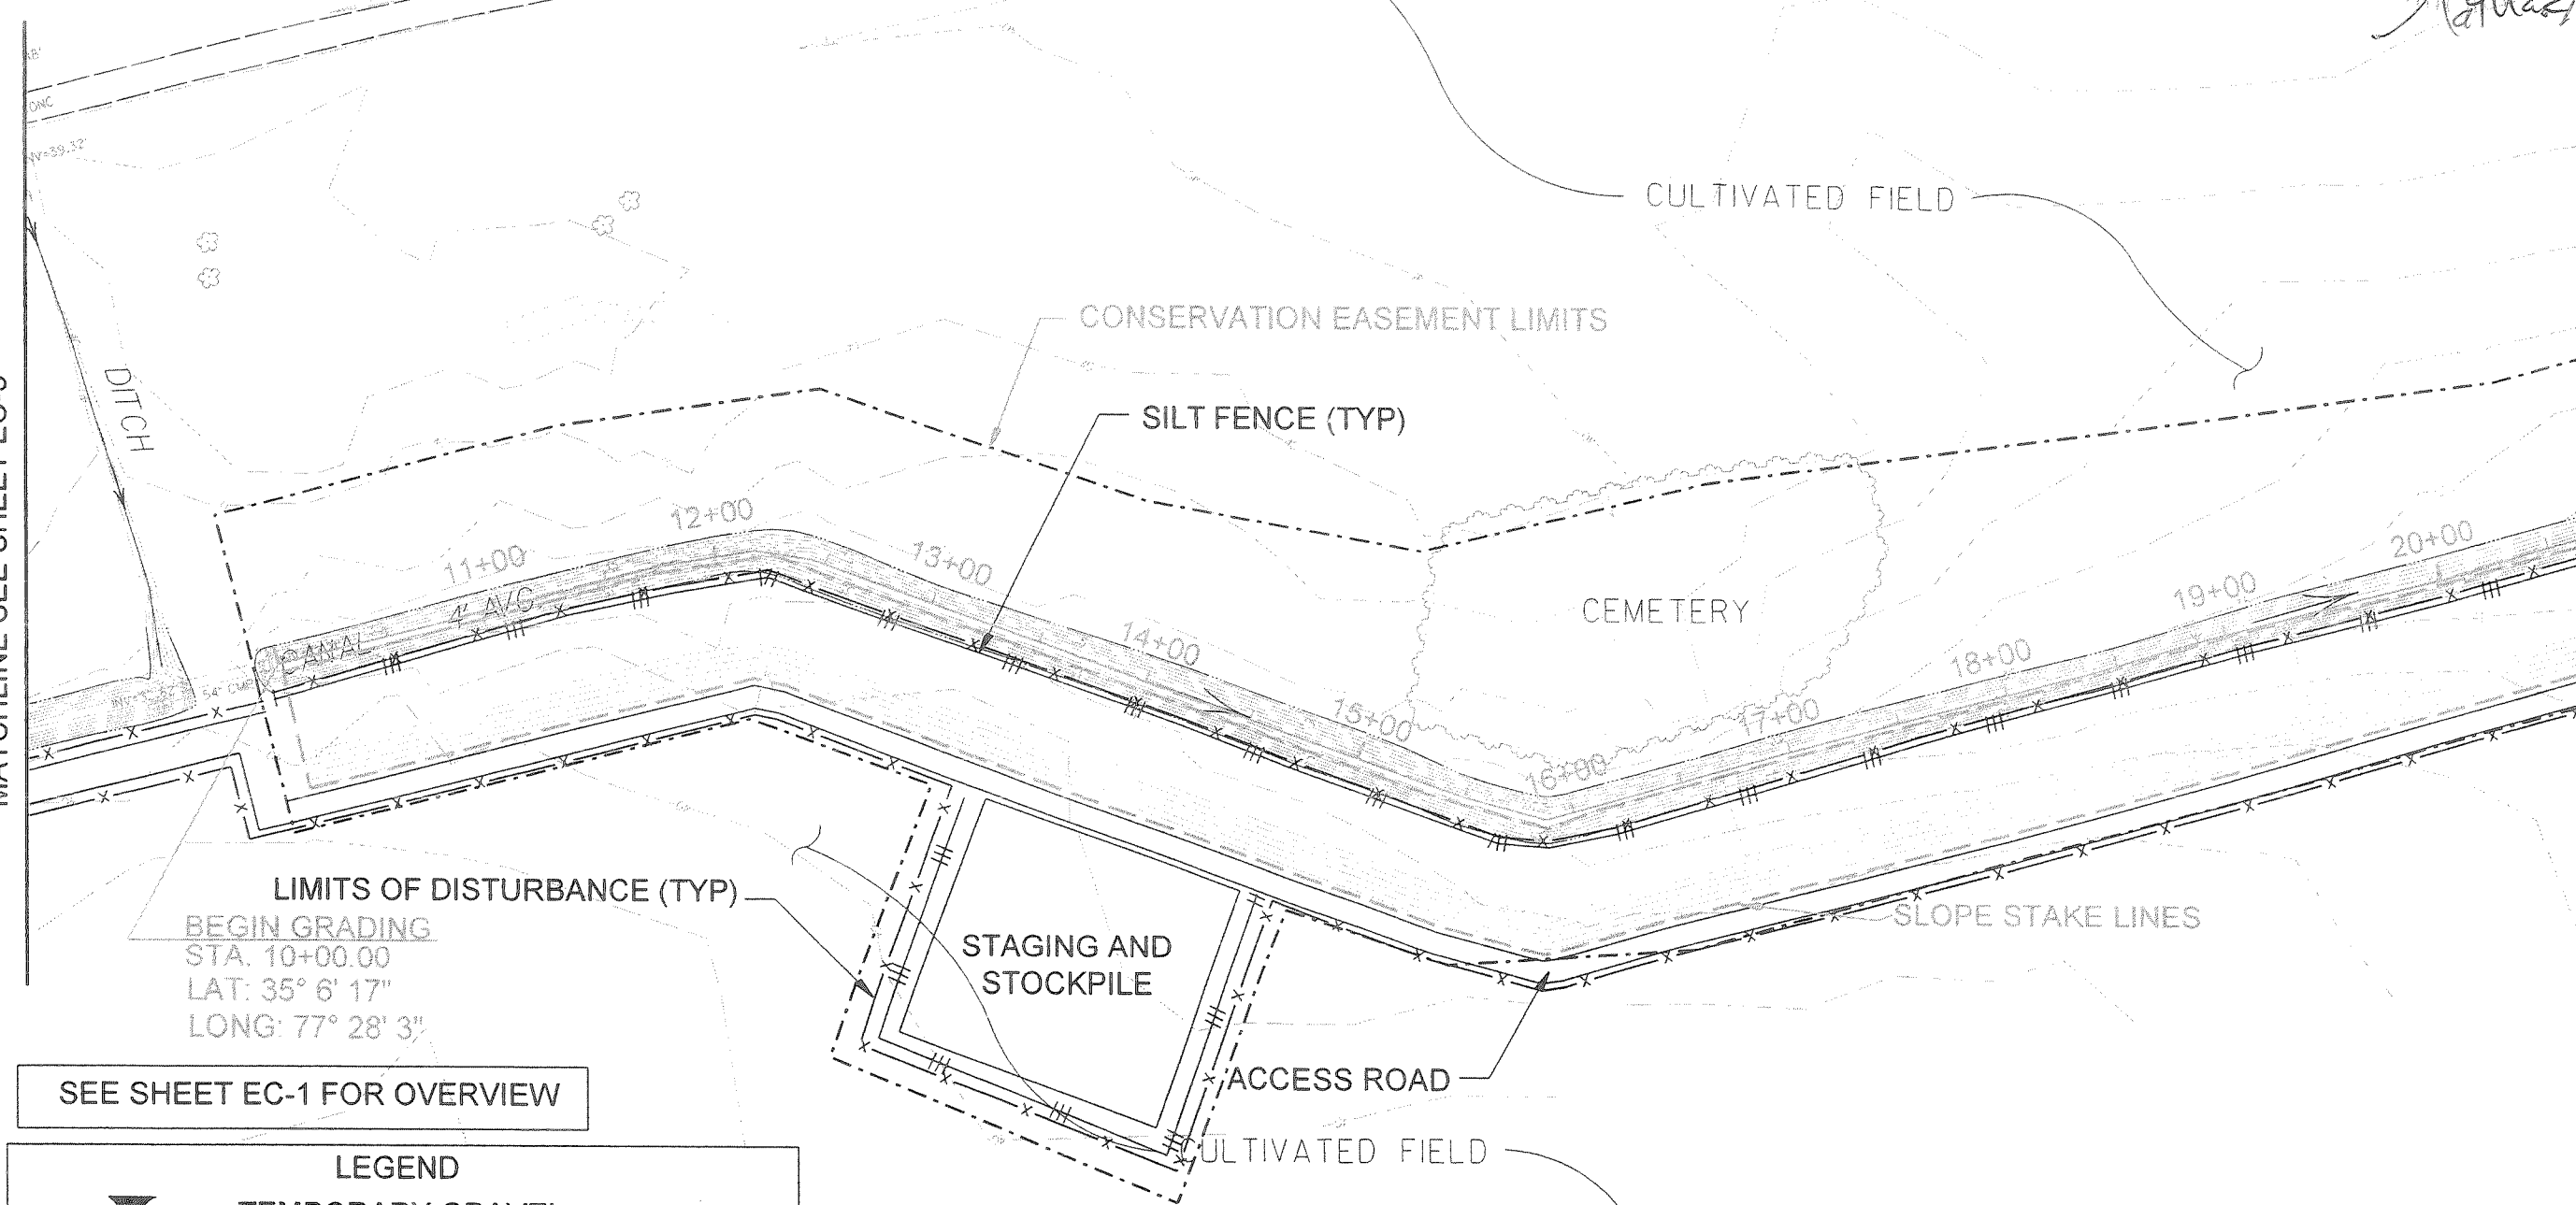 CULTIVATED FIELD
CONSERVATION EASEMENT LIMITS
SILT FENCE (TYP)
DITCH
12+00
11+00
13+00
20+00
19+00
4' AVG.
CANAL
CEMETERY
14+00
18+00
15+00
17+00
16+00
LIMITS OF DISTURBANCE (TYP)
BEGIN GRADING
STA. 10+00.00
LAT: 35° 6' 17"
LONG: 77° 28' 3"
STAGING AND
STOCKPILE
SLOPE STAKE LINES
ACCESS ROAD
SEE SHEET EC-1 FOR OVERVIEW
CULTIVATED FIELD
LEGEND
TEMPORARY GRAVEL